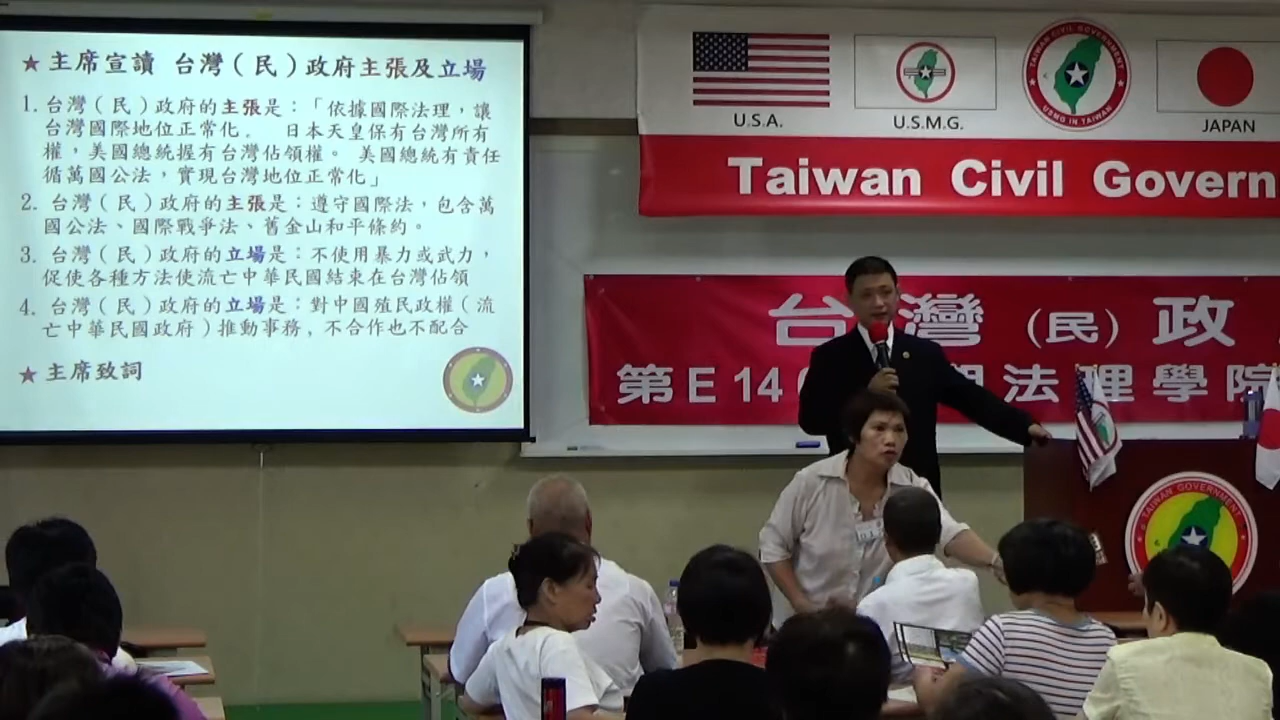 ★ 主席宣讀 台灣（民）政府主張及立場
1. 台灣（民）政府的主張是：「依據國際法理，讓
台灣國際地位正常化。 日本天皇保有台灣所有
權，美國總統握有台灣佔領權。 美國總統有責任
循萬國公法，實現台灣地位正常化」
2. 台灣（民）政府的主張是：遵守國際法，包含萬
國公法、國際戰爭法、舊金山和平條約。
3. 台灣（民）政府的立場是：不使用暴力或武力，
促使各種方法使流亡中華民國結束在台灣佔領
4. 台灣（民）政府的立場是：對中國殖民政權（流
亡中華民國政府）推動事務, 不合作也不配合
★ 主席致詞
U.S.A.
U.S.M.G.
TAIWAN CIVIL GOVERNMENT
USMG IN TAIWAN
JAPAN
Taiwan Civil Govern
台灣（民）政
第E14
法理學院
TAIWAN GOVERNMENT